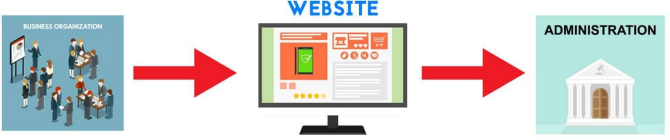 BUSINESS ORGANIZATION
WEBSITE
ADMINISTRATION